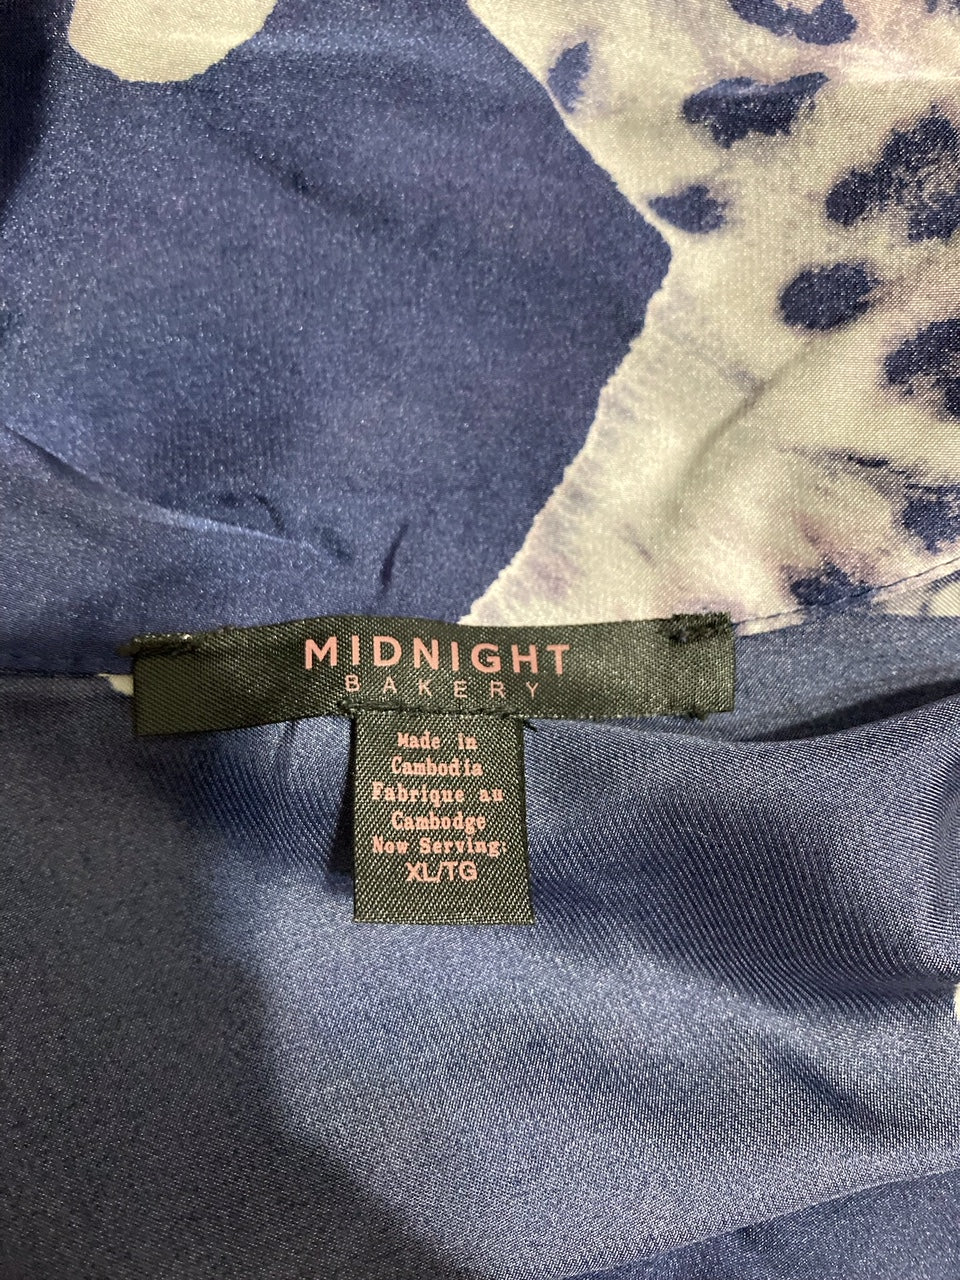 MIDNIGHT
BAKERY
Made in
Cambodia
Fabrique au
Cambodge
Now Serving:
XL/TG